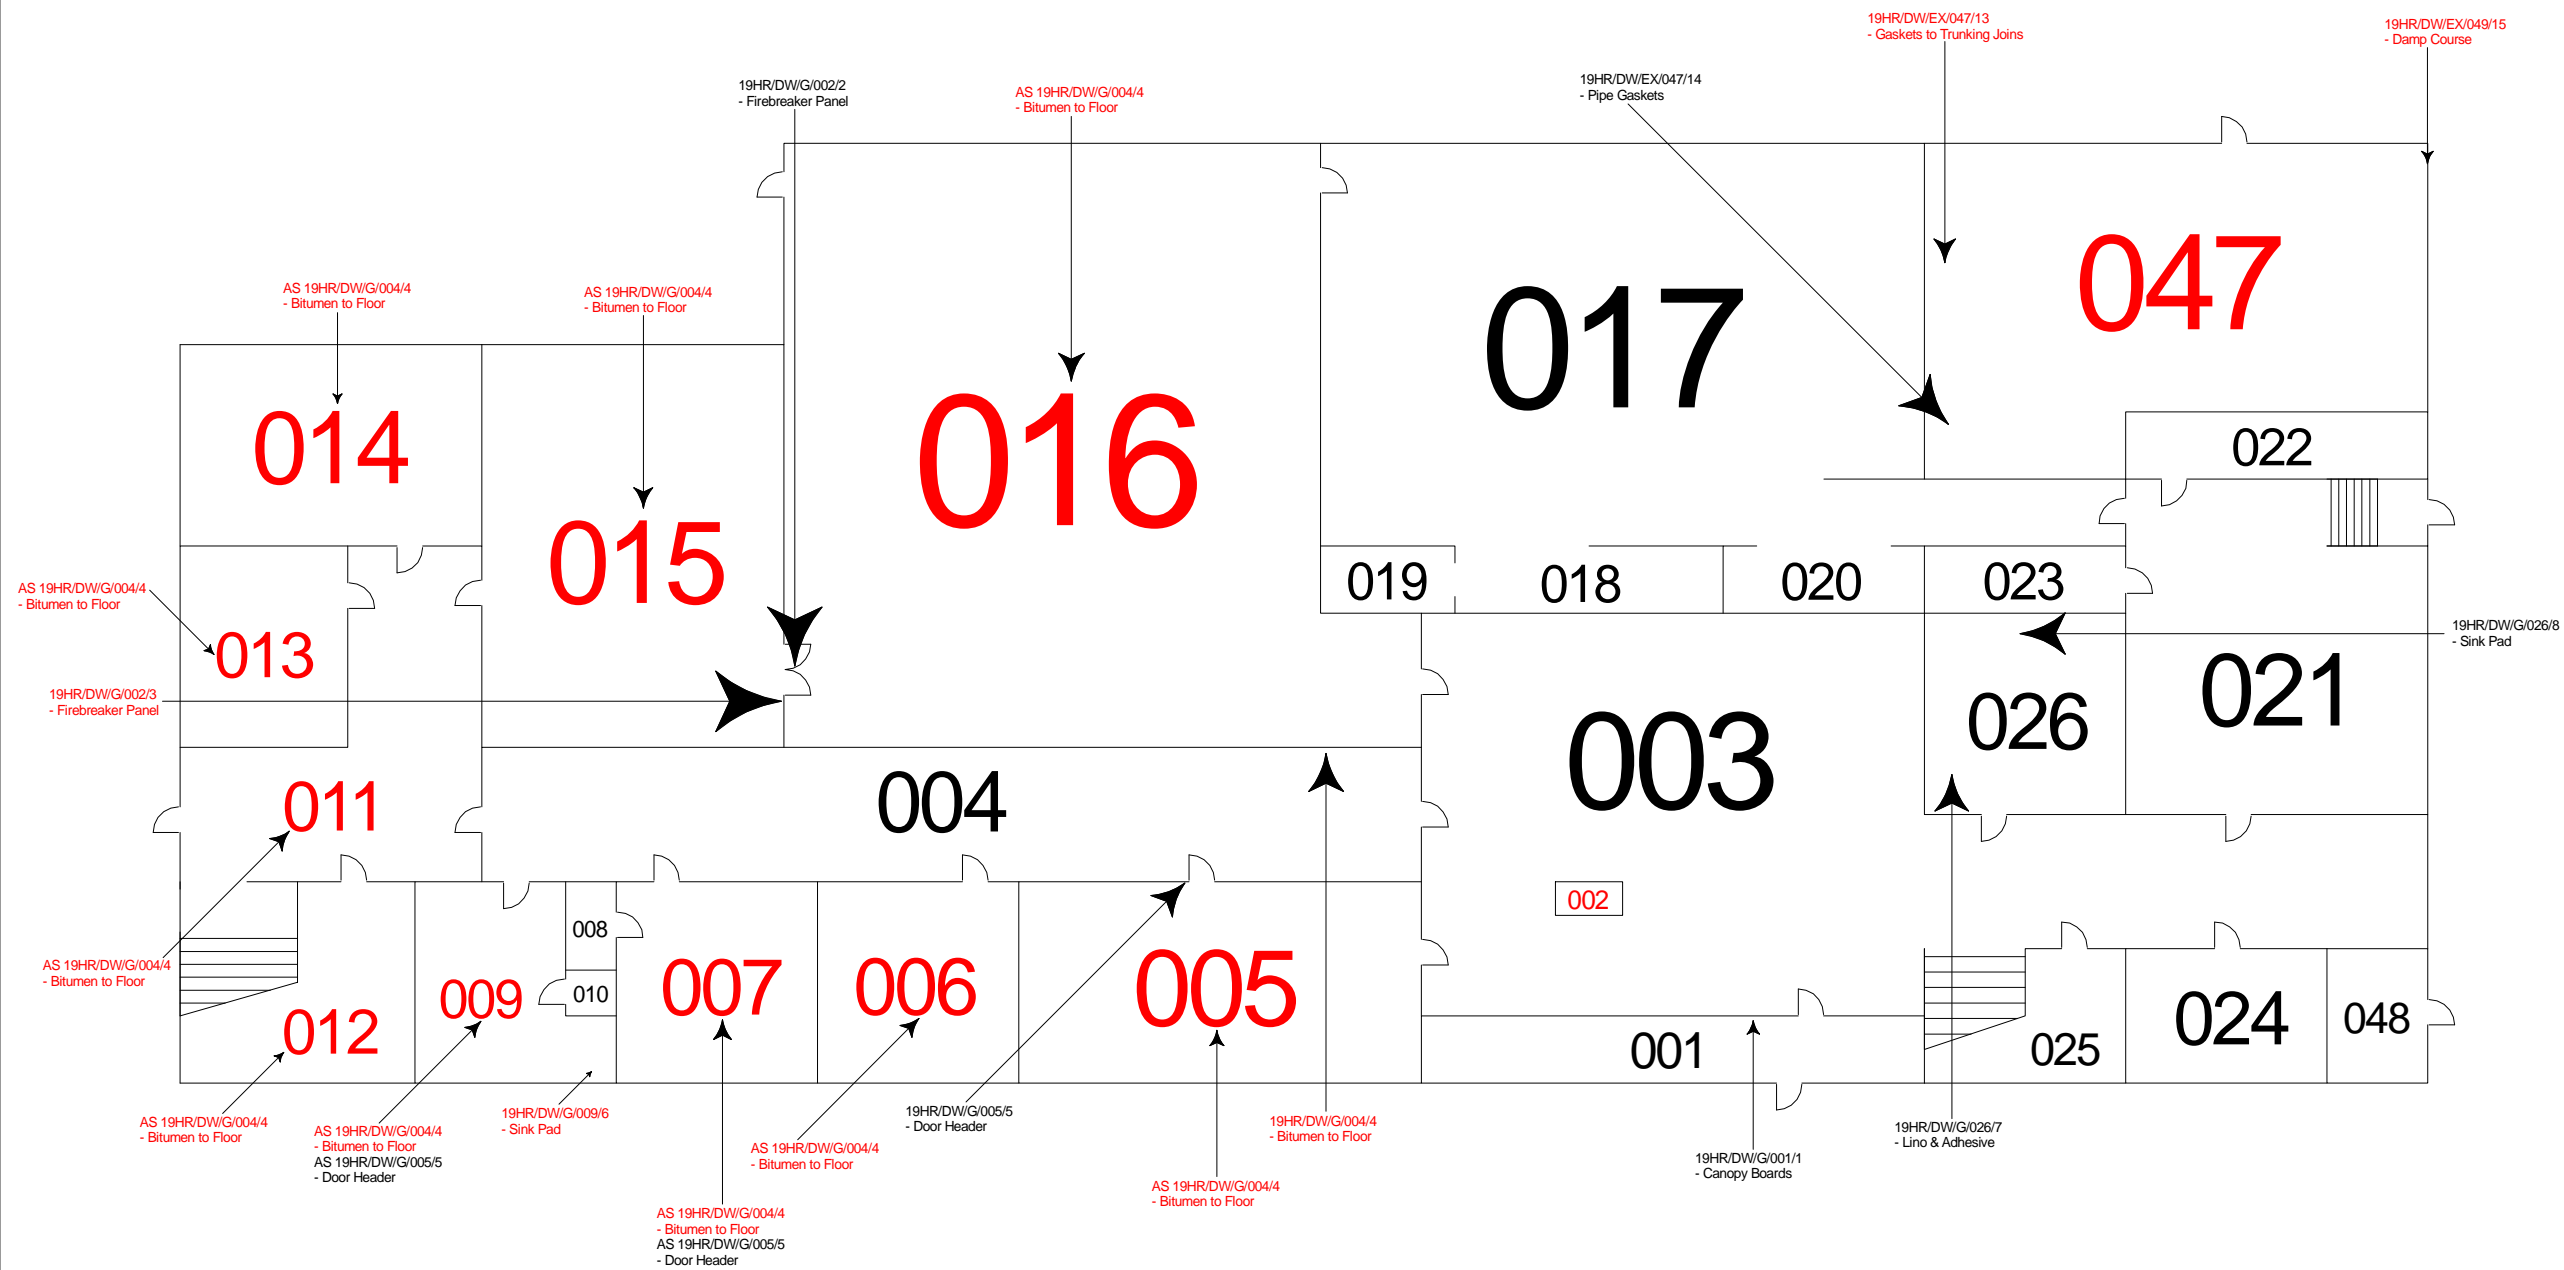 19HR/DW/EX/047/13
- Gaskets to Trunking Joins
19HR/DW/EX/049/15
- Damp Course
19HR/DW/G/002/2
- Firebreaker Panel
AS 19HR/DW/G/004/4
- Bitumen to Floor
19HR/DW/EX/047/14
- Pipe Gaskets
047
017
AS 19HR/DW/G/004/4
- Bitumen to Floor
AS 19HR/DW/G/004/4
- Bitumen to Floor
014
015
016
022
019
018
020
023
AS 19HR/DW/G/004/4
- Bitumen to Floor
013
19HR/DW/G/026/8
- Sink Pad
19HR/DW/G/002/3
- Firebreaker Panel
026
021
003
011
004
002
008
AS 19HR/DW/G/004/4
- Bitumen to Floor
009
010
007
006
005
012
001
025
024
048
AS 19HR/DW/G/004/4
- Bitumen to Floor
AS 19HR/DW/G/004/4
- Bitumen to Floor
AS 19HR/DW/G/005/5
- Door Header
19HR/DW/G/009/6
- Sink Pad
AS 19HR/DW/G/004/4
- Bitumen to Floor
19HR/DW/G/005/5
- Door Header
19HR/DW/G/004/4
- Bitumen to Floor
19HR/DW/G/026/7
- Lino & Adhesive
19HR/DW/G/001/1
- Canopy Boards
AS 19HR/DW/G/004/4
- Bitumen to Floor
AS 19HR/DW/G/004/4
- Bitumen to Floor
AS 19HR/DW/G/005/5
- Door Header